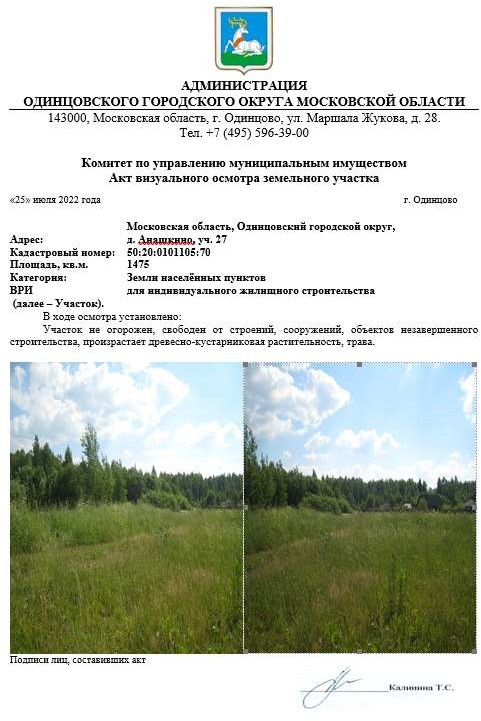 АДМИНИСТРАЦИЯ
ОДИНЦОВСКОГО ГОРОДСКОГО ОКРУГА МОСКОВСКОЙ ОБЛАСТИ
143000, Московская область, г. Одинцово, ул. Маршала Жукова, д. 28.
Тел. +7 (495) 596-39-00
Комитет по управлению муниципальным имуществом
Акт визуального осмотра земельного участка
«25» июля 2022 года г. Одинцово
Московская область, Одинцовский городской округ,
Адрес: д. Анашкино, уч. 27
Кадастровый номер: 50:20:0101105:70
Площадь, кв.м. 1475
Категория: Земли населённых пунктов
ВРИ для индивидуального жилищного строительства
(далее – Участок).
В ходе осмотра установлено:
Участок не огорожен, свободен от строений, сооружений, объектов незавершенного
строительства, произрастает древесно-кустарниковая растительность, трава.
Подписи лиц, составивших акт
Калинина Т.С.